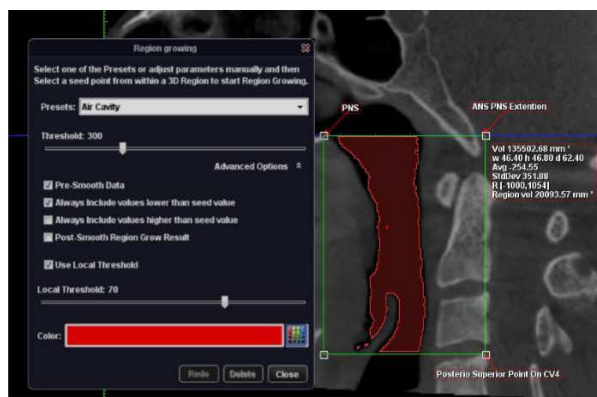 Region growing
Select one of the Presets or adjust parameters manually and then
Select a seed point from within a 3D Region to start Region Growing.
Presets: Air Cavity
Threshold: 300
Advanced Options
Pre-Smooth Data
Always Include values lower than seed value
Always Include values higher than seed value
Post-Smooth Region Grow Result
Use Local Threshold
Local Threshold: 70
Color:
Redo Delete Close
PNS
ANS PNS Extention
Vol 135502.68 mm ³
w 46.40 h 46.80 d 62.40
Avg -254.55
StdDev 351.88
R [-1000,1054]
Region vol 20093.57 mm ³
Posterio Superior Point On CV4